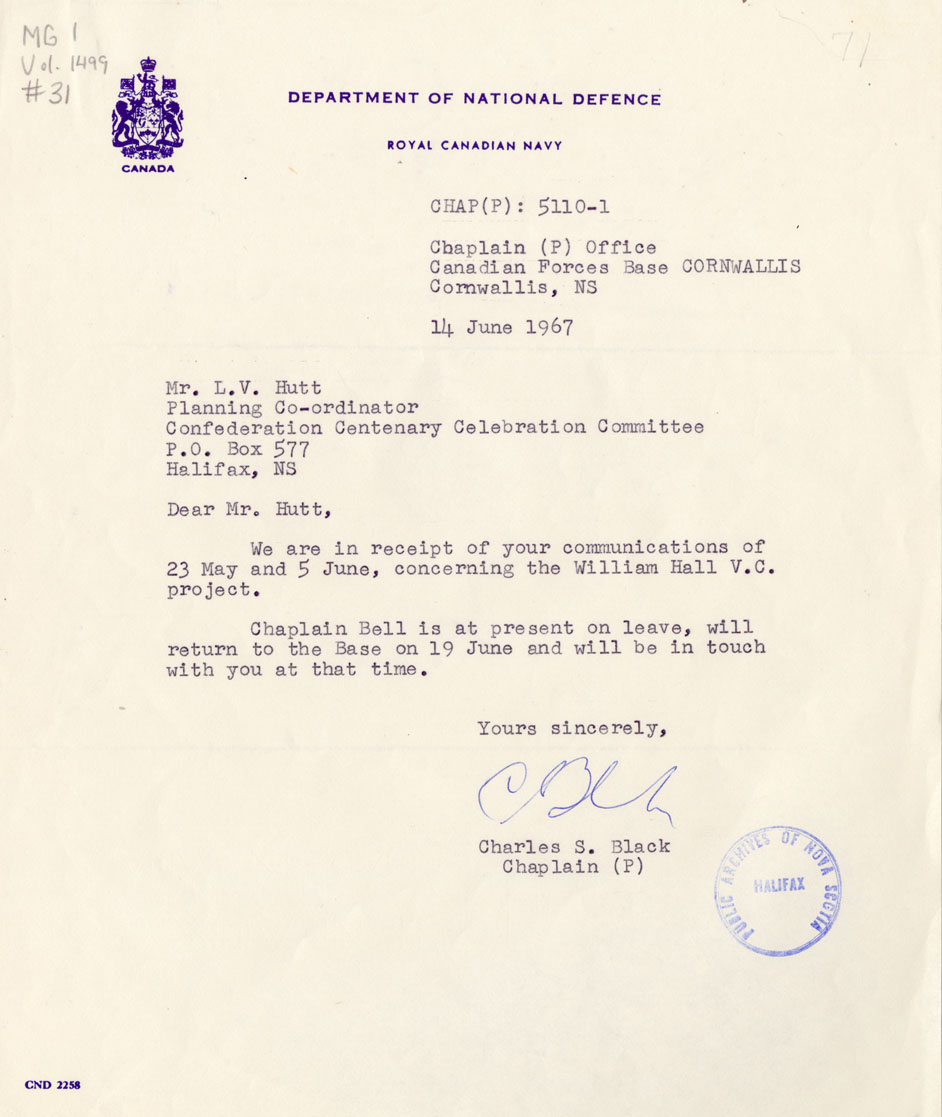 MG 1
Vol. 1499
#31
71
CANADA
DEPARTMENT OF NATIONAL DEFENCE
ROYAL CANADIAN NAVY
CHAP(P): 5110-1
Chaplain (P) Office
Canadian Forces Base CORNWALLIS
Cornwallis, NS
14 June 1967
Mr. L.V. Hutt
Planning Co-ordinator
Confederation Centenary Celebration Committee
P.O. Box 577
Halifax, NS
Dear Mr. Hutt,
We are in receipt of your communications of
23 May and 5 June, concerning the William Hall V.C.
project.
Chaplain Bell is at present on leave, will
return to the Base on 19 June and will be in touch
with you at that time.
Yours sincerely,
C Black
Charles S. Black
Chaplain (P)
PUBLIC ARCHIVES OF NOVA SCOTIA
HALIFAX
CND 2258